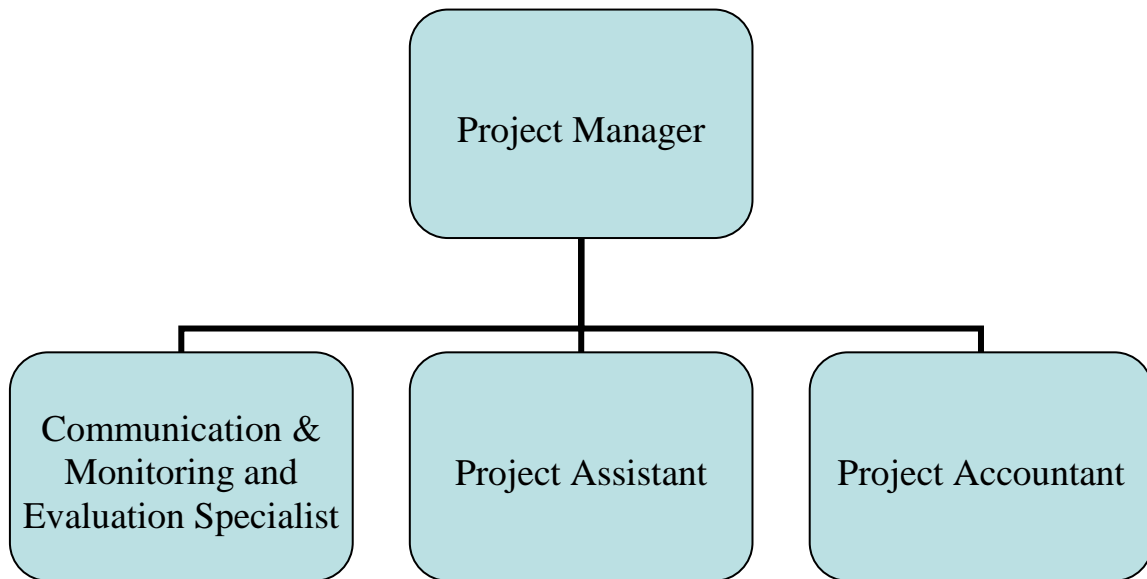 Project Manager
Communication &
Monitoring and
Evaluation Specialist
Project Assistant
Project Accountant